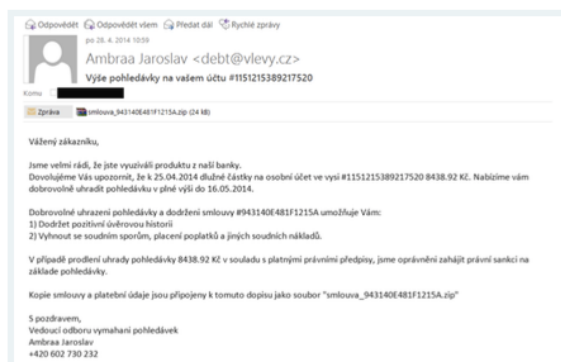 Odpovědět Odpovědět všem Předat dál Rychlé zprávy
po 28. 4. 2014 10:59
Ambraa Jaroslav <debt@vlevy.cz>
Výše pohledávky na vašem účtu #1151215389217520
Komu
Zpráva smlouva_943140E481F1215A.zip (24 kB)
Vážený zákazníku,
Jsme velmi rádi, že jste vyuzíváli produktu z naší banky.
Dovolujeme Vás upozornit, že k 25.04.2014 dlužné částky na osobní účet ve vysi #1151215389217520 8438.92 Kč. Nabízíme vám
dobrovolně uhradit pohledávku v plné výši do 16.05.2014.
Dobrovolné uhrazeni pohledávky a dodržení smlouvy #943140E481F1215A umožňuje Vám:
1) Dodržet pozitivní úvěrovou historii
2) Vyhnout se soudním sporům, placení poplatků a jiných soudních nákladů.
V případě prodlení uhrady pohledávky 8438.92 Kč v souladu s platnými právními předpisy, jsme oprávněni zahájit právní sankci na
základe pohledávky.
Kopie smlouvy a platební údaje jsou připojeny k tomuto dopisu jako soubor "smlouva_943140E481F1215A.zip"
S pozdravem,
Vedoucí odboru vymahani pohledávek
Ambraa Jaroslav
+420 602 730 232